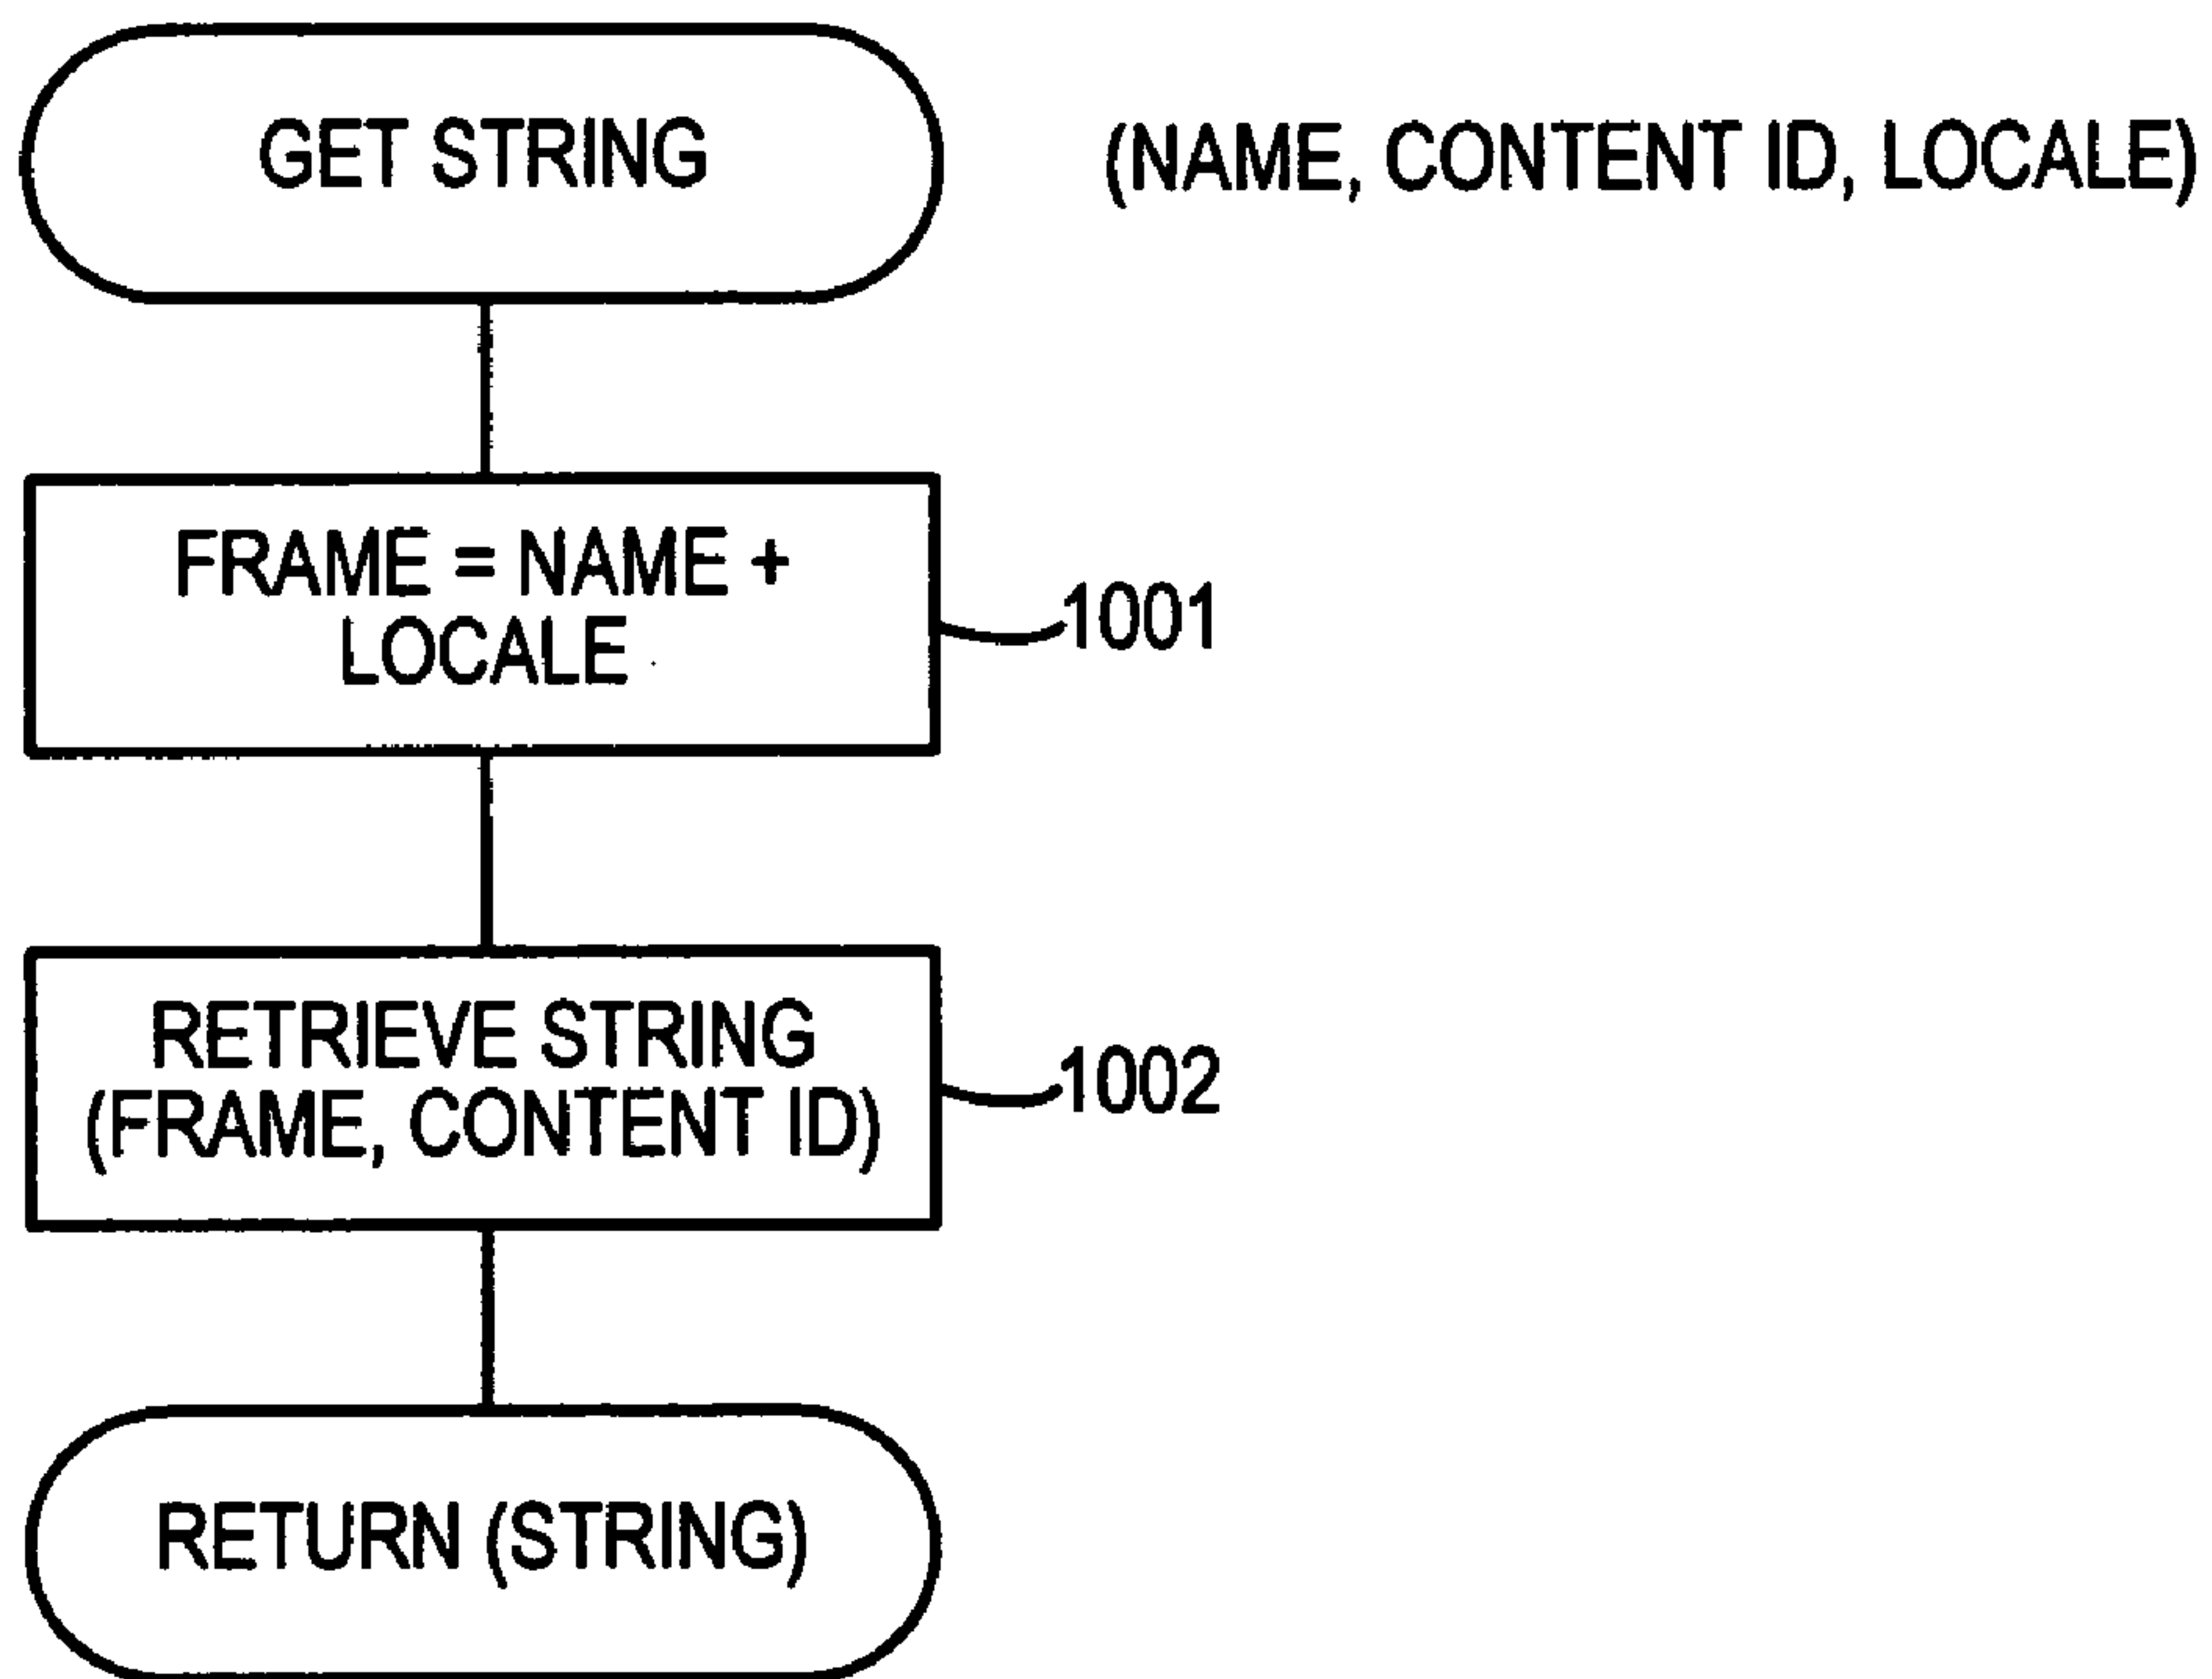 GET STRING
(NAME, CONTENT ID, LOCALE)
FRAME = NAME +
LOCALE
1001
RETRIEVE STRING
(FRAME, CONTENT ID)
1002
RETURN (STRING)